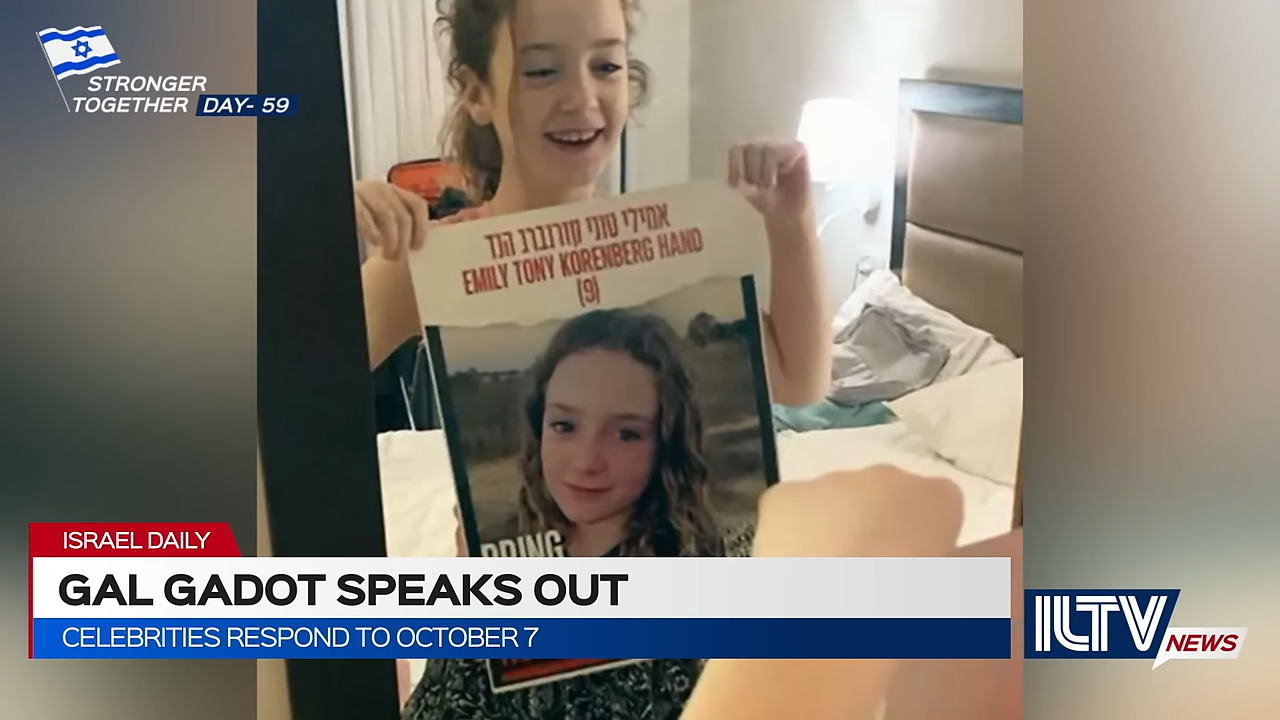 STRONGER
TOGETHER DAY- 59
אמילי טוני קורנברג הנד
EMILY TONY KORENBERG HAND
(9)
BRING
ISRAEL DAILY
GAL GADOT SPEAKS OUT
CELEBRITIES RESPOND TO OCTOBER 7
ILTV NEWS